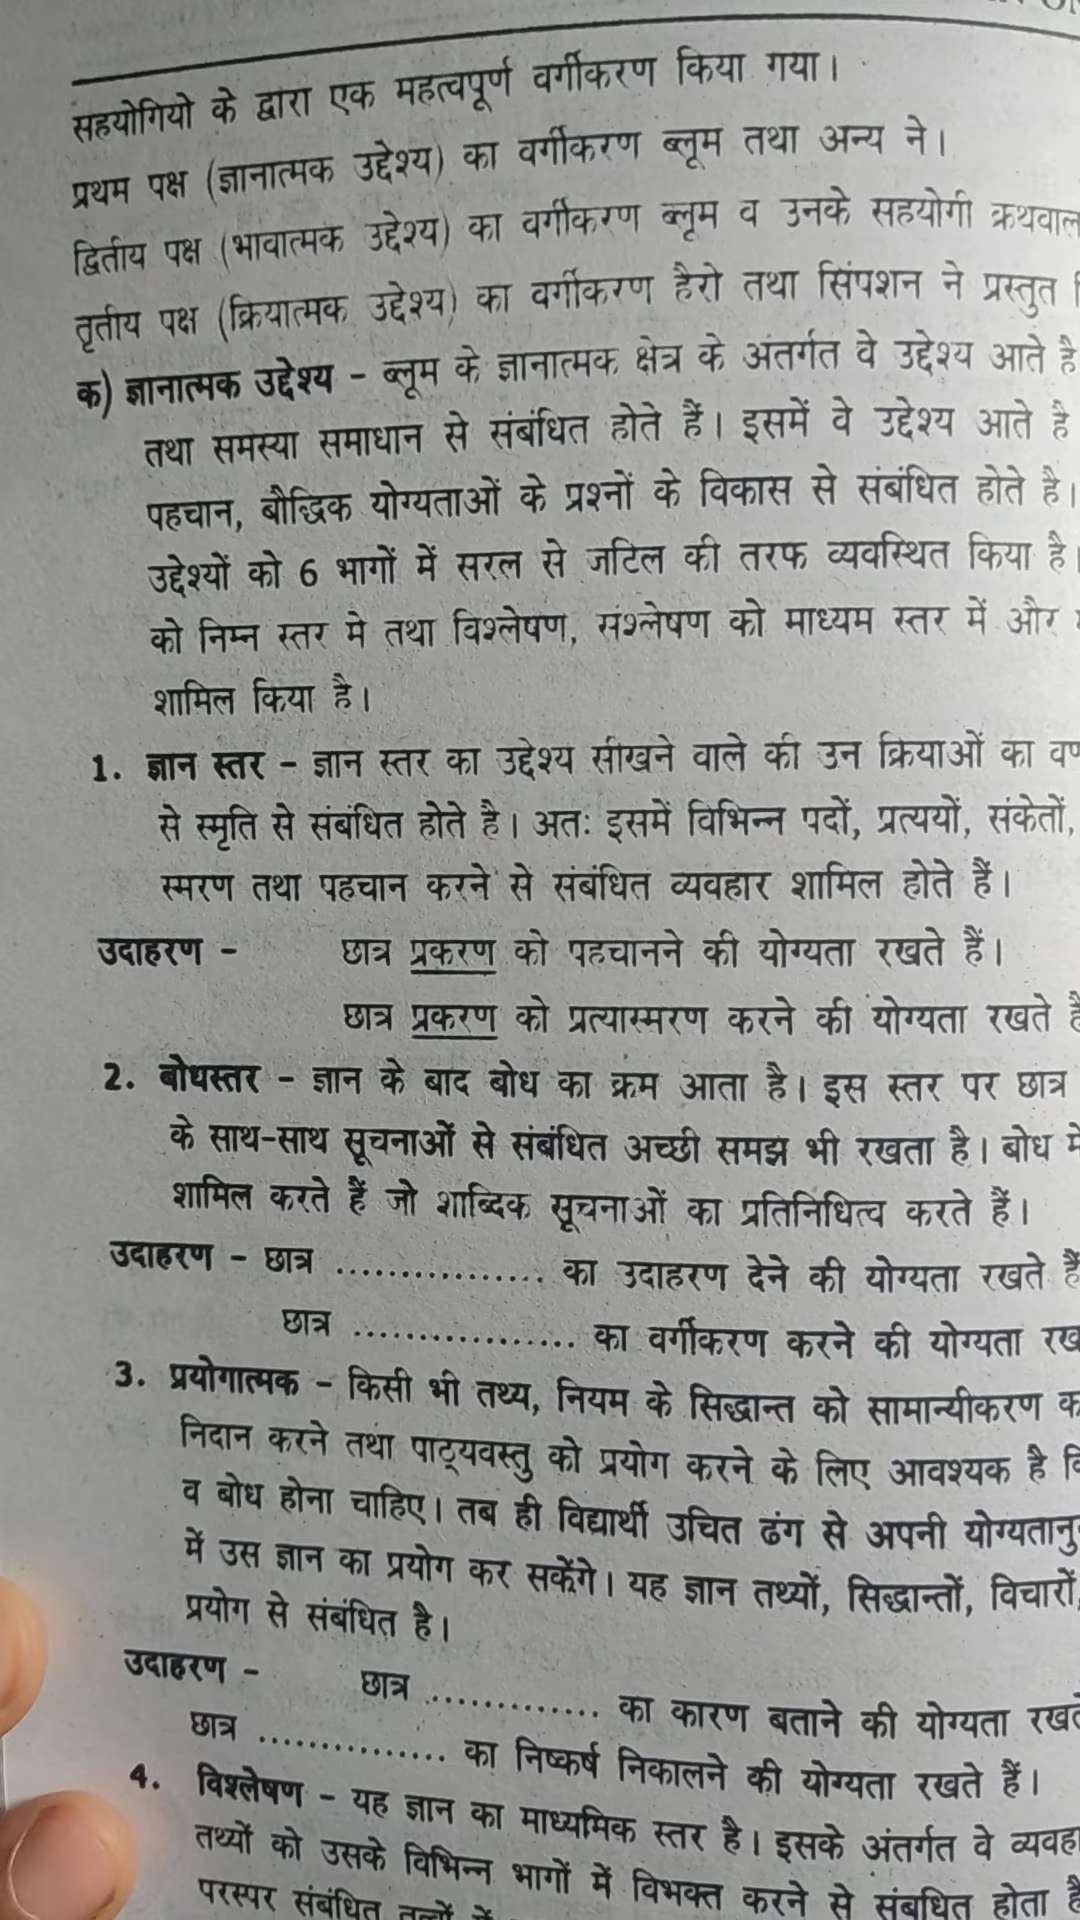 सहयोगियो के द्वारा एक महत्वपूर्ण वर्गीकरण किया गया।
प्रथम पक्ष (ज्ञानात्मक उद्देश्य) का वर्गीकरण ब्लूम तथा अन्य ने।
द्वितीय पक्ष (भावात्मक उद्देश्य) का वर्गीकरण ब्लूम व उनके सहयोगी क्रथवाल
तृतीय पक्ष (क्रियात्मक उद्देश्य) का वर्गीकरण हैरो तथा सिंपशन ने प्रस्तुत
क) ज्ञानात्मक उद्देश्य - ब्लूम के ज्ञानात्मक क्षेत्र के अंतर्गत वे उद्देश्य आते है
तथा समस्या समाधान से संबंधित होते हैं। इसमें वे उद्देश्य आते है
पहचान, बौद्धिक योग्यताओं के प्रश्नों के विकास से संबंधित होते है।
उद्देश्यों को 6 भागों में सरल से जटिल की तरफ व्यवस्थित किया है।
को निम्न स्तर मे तथा विश्लेषण, संश्लेषण को माध्यम स्तर में और
शामिल किया है।
1. ज्ञान स्तर - ज्ञान स्तर का उद्देश्य सीखने वाले की उन क्रियाओं का
से स्मृति से संबंधित होते है। अतः इसमें विभिन्न पदों, प्रत्ययों, संकेतों,
स्मरण तथा पहचान करने से संबंधित व्यवहार शामिल होते हैं।
उदाहरण - छात्र प्रकरण को पहचानने की योग्यता रखते हैं।
छात्र प्रकरण को प्रत्यास्मरण करने की योग्यता रखते
2. बोधस्तर - ज्ञान के बाद बोध का क्रम आता है। इस स्तर पर छात्र
के साथ-साथ सूचनाओं से संबंधित अच्छी समझ भी रखता है। बोध
शामिल करते हैं जो शाब्दिक सूचनाओं का प्रतिनिधित्व करते हैं।
उदाहरण - छात्र ................ का उदाहरण देने की योग्यता रखते
छात्र ................. का वर्गीकरण करने की योग्यता
3. प्रयोगात्मक - किसी भी तथ्य, नियम के सिद्धान्त को सामान्यीकरण
निदान करने तथा पाठ्यवस्तु को प्रयोग करने के लिए आवश्यक है
व बोध होना चाहिए। तब ही विद्यार्थी उचित ढंग से अपनी
में उस ज्ञान का प्रयोग कर सकेंगे। यह ज्ञान तथ्यों, सिद्धान्तों, विचारों,
प्रयोग से संबंधित है।
उदाहरण - छात्र ............. का कारण बताने की योग्यता
छात्र .............. का निष्कर्ष निकालने की योग्यता रखते हैं।
4. विश्लेषण - यह ज्ञान का माध्यमिक स्तर है। इसके अंतर्गत वे
तथ्यों को उसके विभिन्न भागों में विभक्त करने से संबधित होता
परस्पर संबंधित